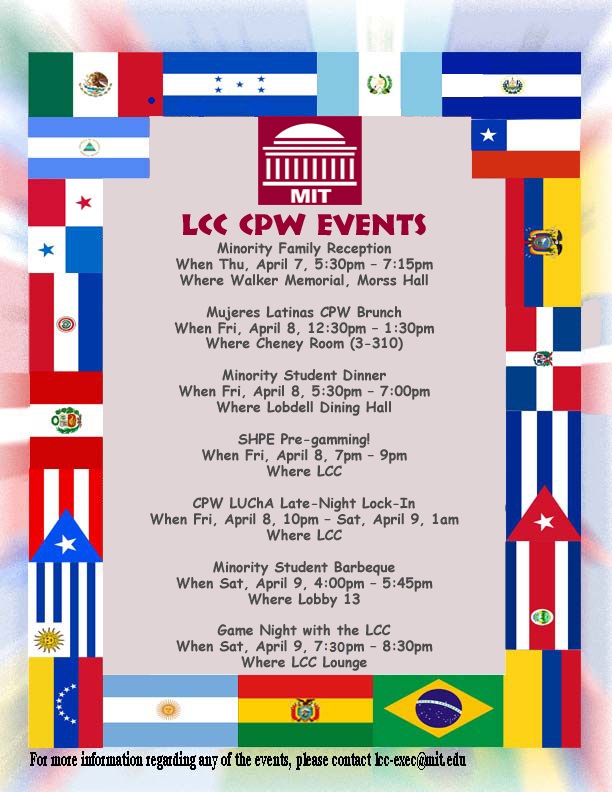 MIT
LCC CPW EVENTS
Minority Family Reception
When Thu, April 7, 5:30pm – 7:15pm
Where Walker Memorial, Morss Hall
Mujeres Latinas CPW Brunch
When Fri, April 8, 12:30pm – 1:30pm
Where Cheney Room (3-310)
Minority Student Dinner
When Fri, April 8, 5:30pm – 7:00pm
Where Lobdell Dining Hall
SHPE Pre-gamming!
When Fri, April 8, 7pm – 9pm
Where LCC
CPW LUChA Late-Night Lock-In
When Fri, April 8, 10pm – Sat, April 9, 1am
Where LCC
Minority Student Barbeque
When Sat, April 9, 4:00pm – 5:45pm
Where Lobby 13
Game Night with the LCC
When Sat, April 9, 7:30pm – 8:30pm
Where LCC Lounge
For more information regarding any of the events, please contact lcc-exec@mit.edu